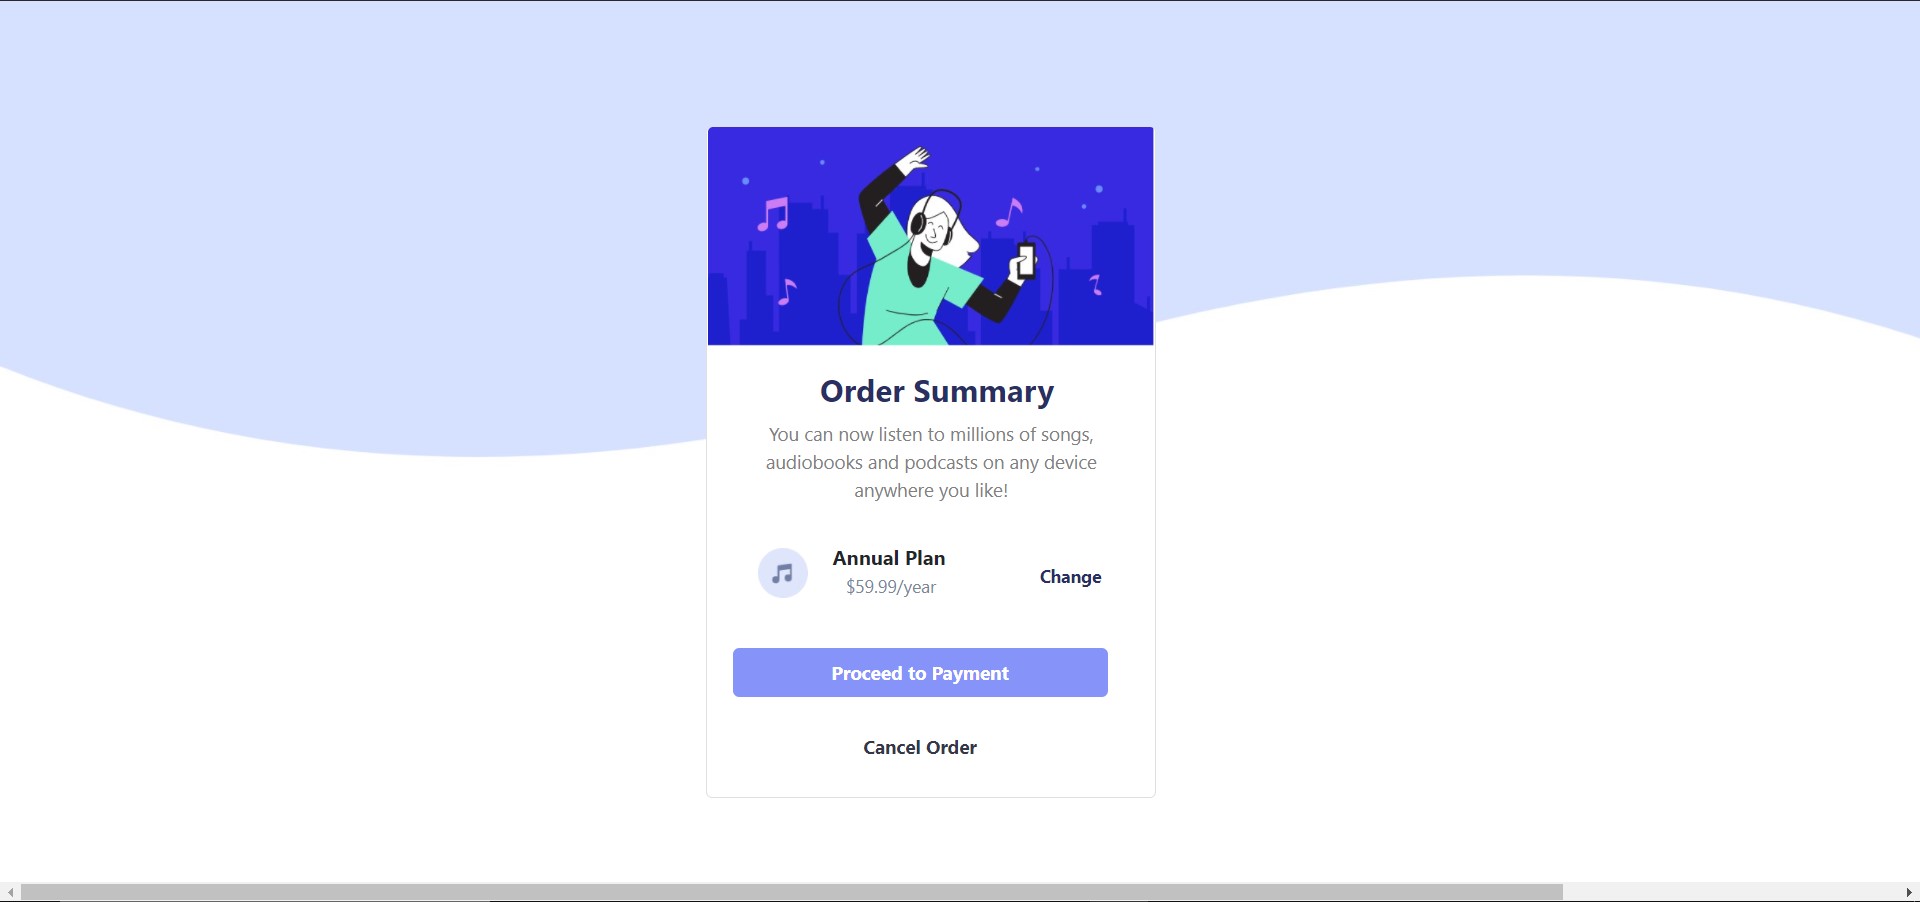 Order Summary
You can now listen to millions of songs,
audiobooks and podcasts on any device
anywhere you like!
Annual Plan
$59.99/year
Change
Proceed to Payment
Cancel Order